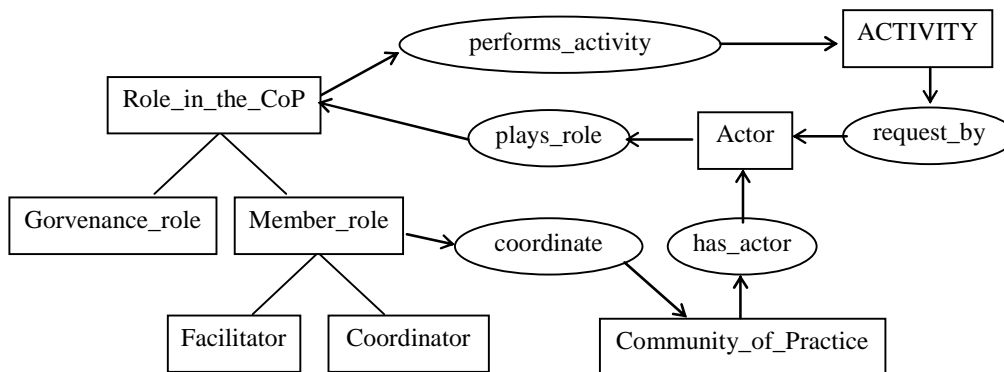 performs_activity
ACTIVITY
Role_in_the_CoP
plays_role
Actor
request_by
Gorvenance_role
Member_role
coordinate
has_actor
Facilitator
Coordinator
Community_of_Practice